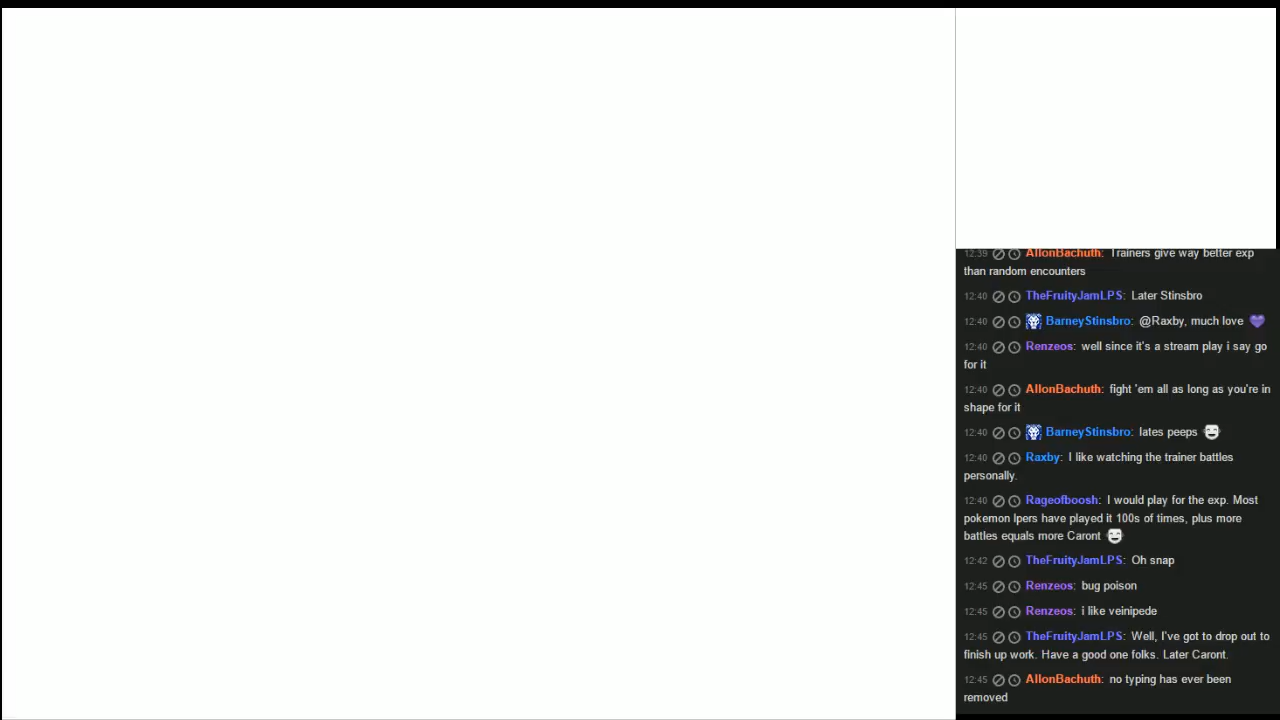 12:39 AllonBachuth: Trainers give way better exp
than random encounters
12:40 TheFruityJamLPS: Later Stinsbro
12:40 BarneyStinsbro: @Raxby, much love
12:40 Renzeos: well since it's a stream play i say go
for it
12:40 AllonBachuth: fight 'em all as long as you're in
shape for it
12:40 BarneyStinsbro: lates peeps
12:40 Raxby: I like watching the trainer battles
personally.
12:40 Rageofboosh: I would play for the exp. Most
pokemon lpers have played it 100s of times, plus more
battles equals more Caront
12:42 TheFruityJamLPS: Oh snap
12:45 Renzeos: bug poison
12:45 Renzeos: i like veinipede
12:45 TheFruityJamLPS: Well, I've got to drop out to
finish up work. Have a good one folks. Later Caront.
12:45 AllonBachuth: no typing has ever been
removed